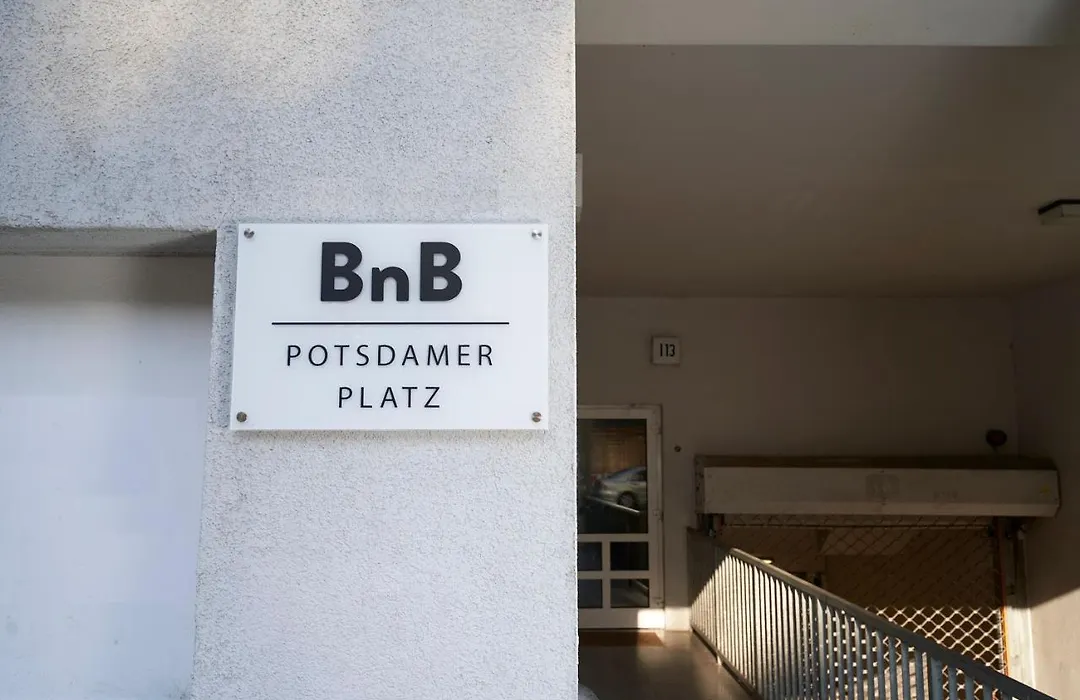 BnB
POTSDAMER
PLATZ
113